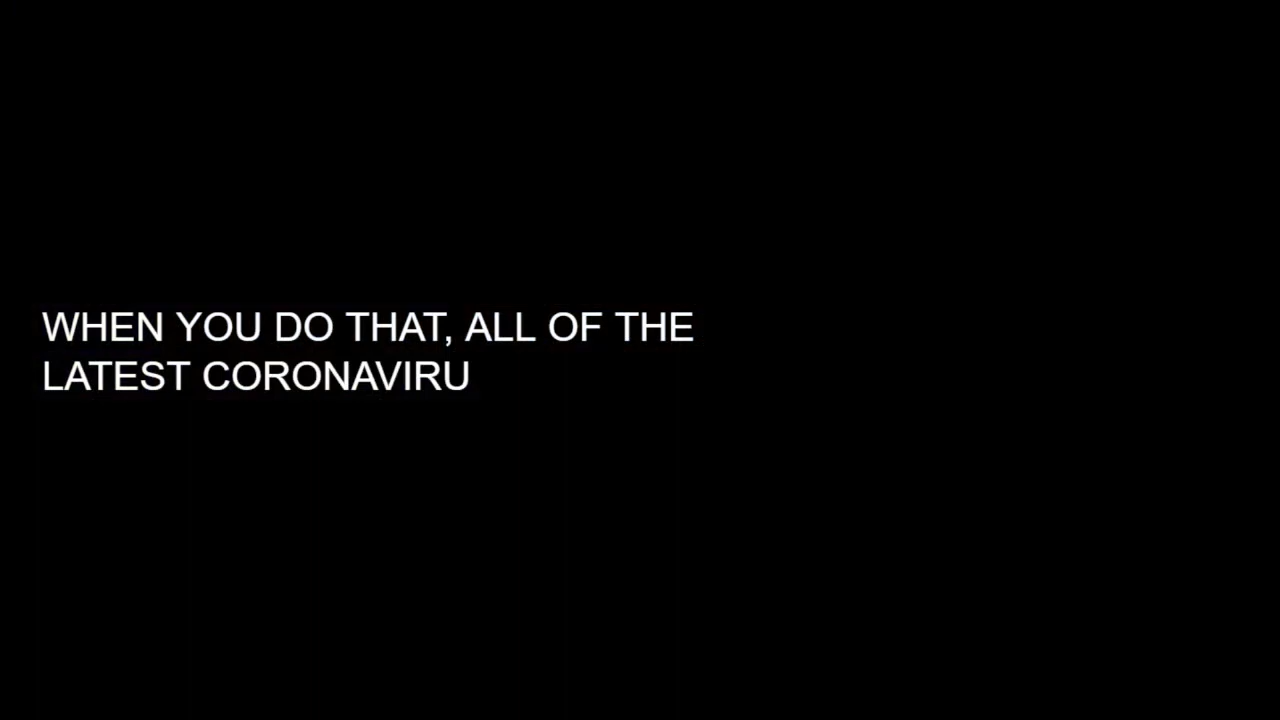 WHEN YOU DO THAT, ALL OF THE
LATEST CORONAVIRU